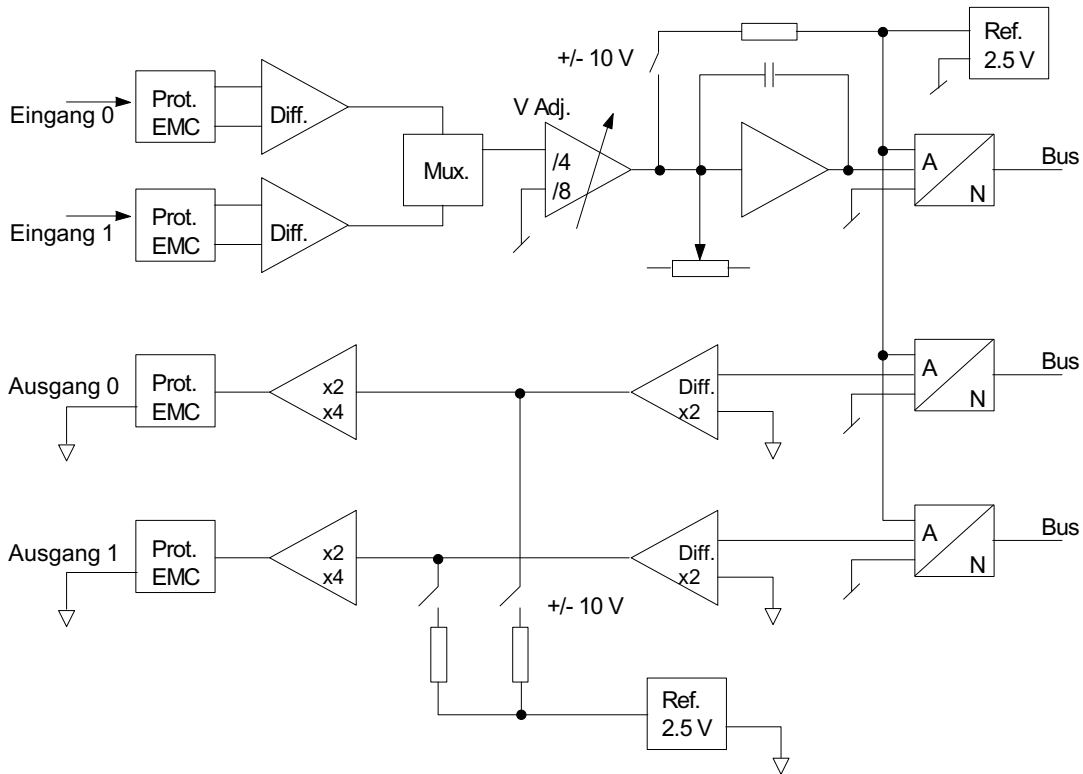 +/- 10 V
Ref.
2.5 V
Eingang 0
Prot.
EMC
Diff.
V Adj.
Mux.
/4
/8
A
N
Bus
Eingang 1
Prot.
EMC
Diff.
Ausgang 0
Prot.
EMC
x2
x4
Diff.
x2
A
N
Bus
Ausgang 1
Prot.
EMC
x2
x4
Diff.
x2
A
N
Bus
+/- 10 V
Ref.
2.5 V